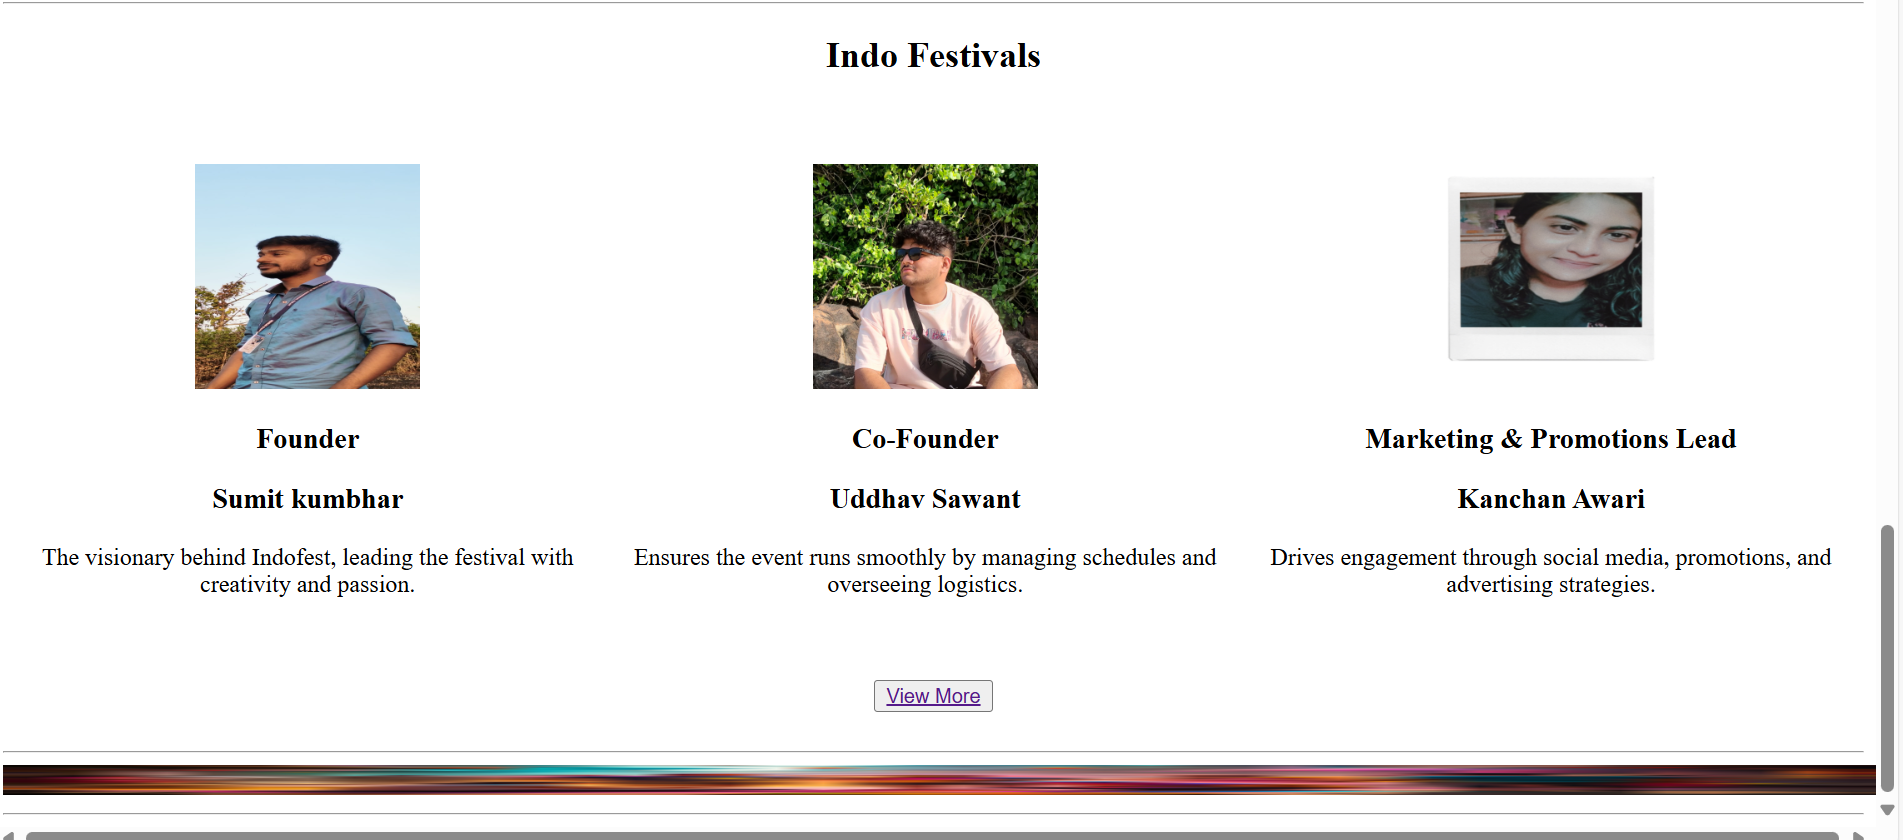 Indo Festivals
Founder
Co-Founder
Marketing & Promotions Lead
Sumit kumbhar
Uddhav Sawant
Kanchan Awari
The visionary behind Indofest, leading the festival with
creativity and passion.
Ensures the event runs smoothly by managing schedules and
overseeing logistics.
Drives engagement through social media, promotions, and
advertising strategies.
View More